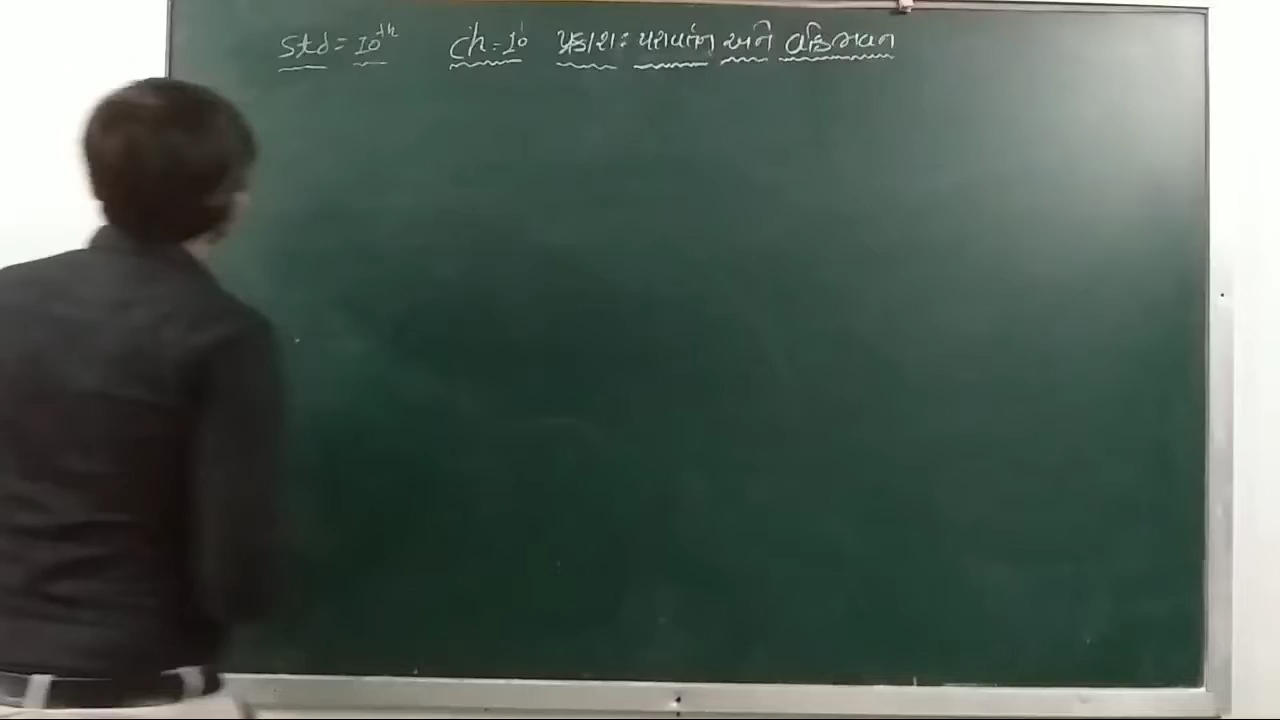 Std = 10th Ch - 10 પ્રકાશ : પરાવર્તન અને વક્રિભવન